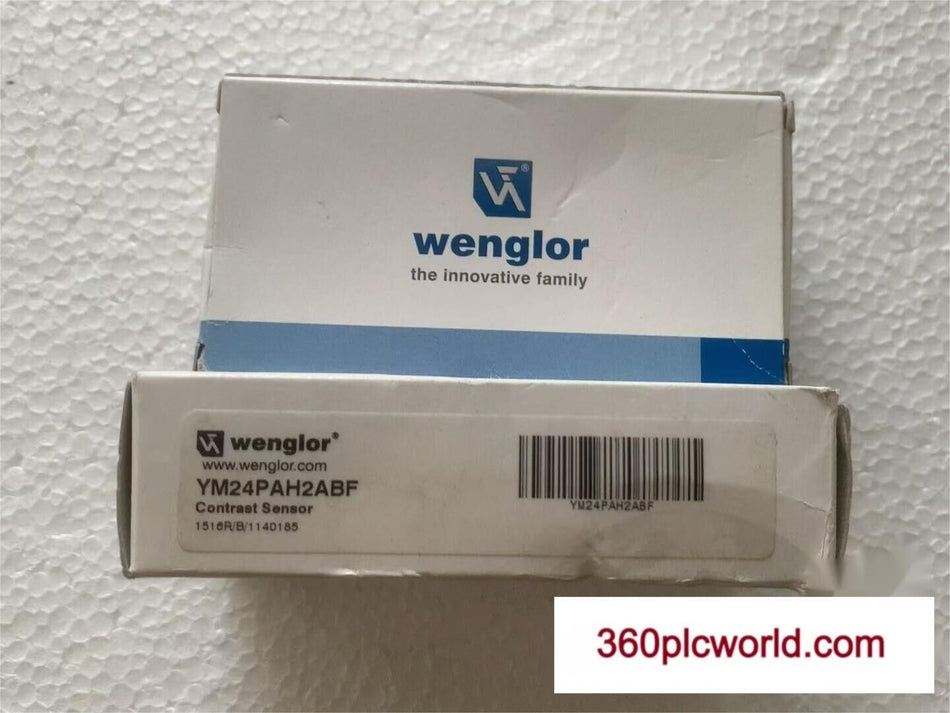 wenglor
the innovative family
wenglor®
www.wenglor.com
YM24PAH2ABF
Contrast Sensor
1516R/B/1140185
YM24PAH2ABF
360plcworld.com